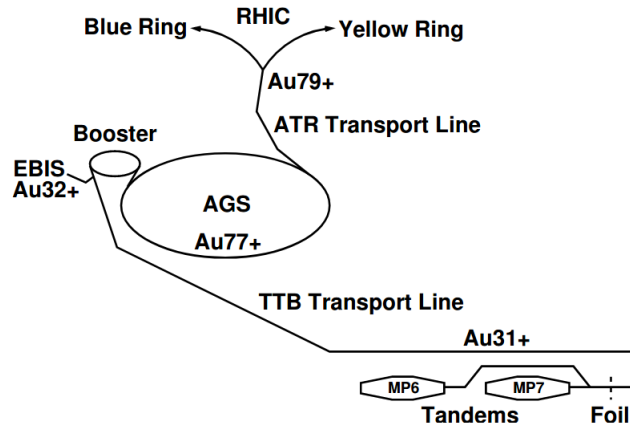 RHIC
Blue Ring
Yellow Ring
Au79+
ATR Transport Line
Booster
EBIS
Au32+
AGS
Au77+
TTB Transport Line
Au31+
MP6
MP7
Tandems
Foil